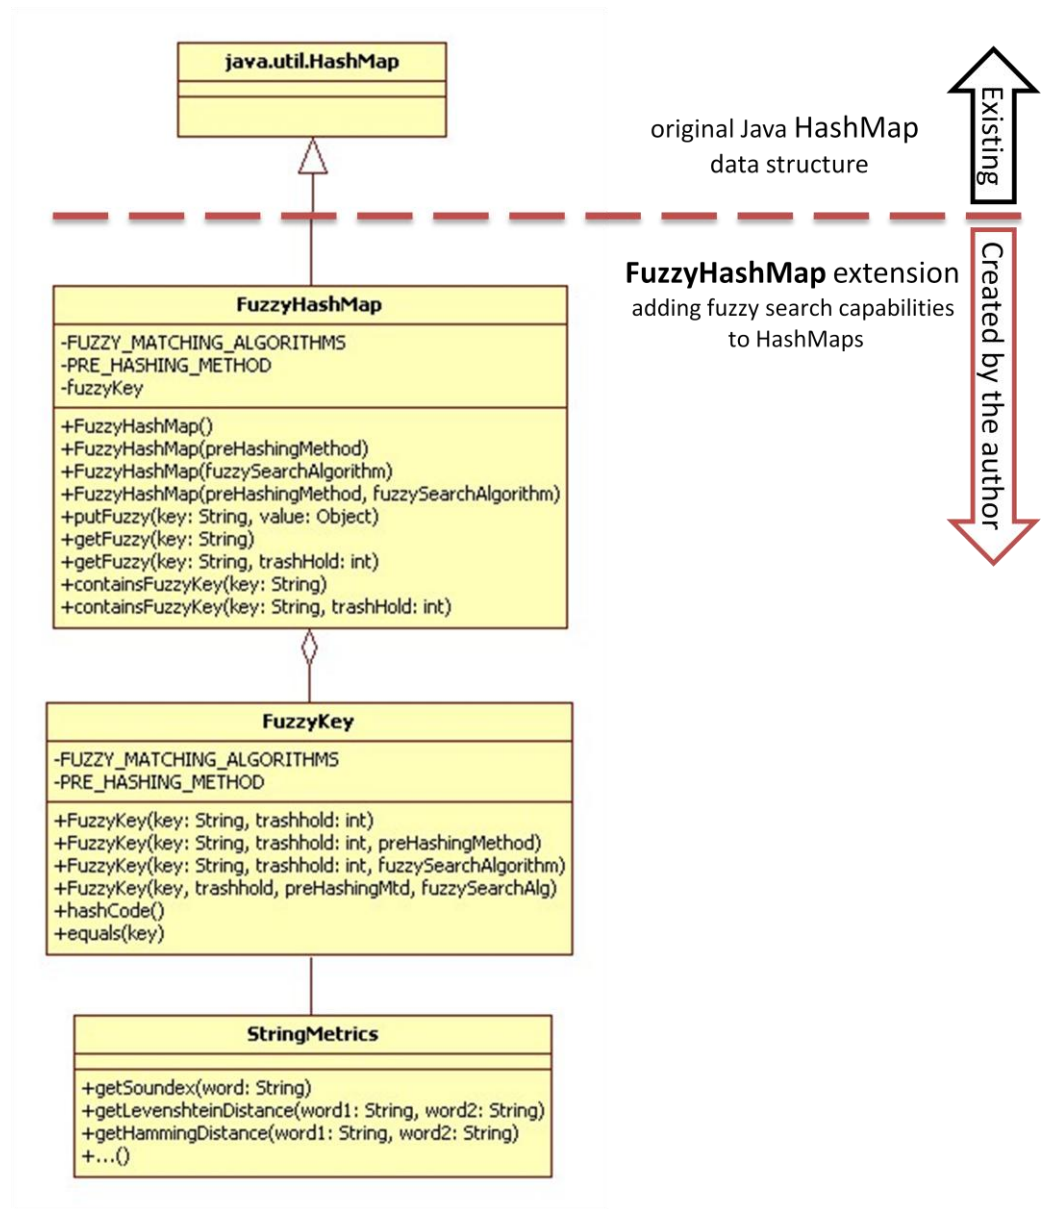 java.util.HashMap
original Java HashMap
data structure
Existing
FuzzyHashMap extension
adding fuzzy search capabilities
to HashMaps
Created by the author
FuzzyHashMap
-FUZZY_MATCHING_ALGORITHMS
-PRE_HASHING_METHOD
-fuzzyKey
+FuzzyHashMap()
+FuzzyHashMap(preHashingMethod)
+FuzzyHashMap(fuzzySearchAlgorithm)
+FuzzyHashMap(preHashingMethod, fuzzySearchAlgorithm)
+putFuzzy(key: String, value: Object)
+getFuzzy(key: String)
+getFuzzy(key: String, trashHold: int)
+containsFuzzyKey(key: String)
+containsFuzzyKey(key: String, trashHold: int)
FuzzyKey
-FUZZY_MATCHING_ALGORITHMS
-PRE_HASHING_METHOD
+FuzzyKey(key: String, trashhold: int)
+FuzzyKey(key: String, trashhold: int, preHashingMethod)
+FuzzyKey(key: String, trashhold: int, fuzzySearchAlgorithm)
+FuzzyKey(key, trashhold, preHashingMtd, fuzzySearchAlg)
+hashCode()
+equals(key)
StringMetrics
+getSoundex(word: String)
+getLevenshteinDistance(word1: String, word2: String)
+getHammingDistance(word1: String, word2: String)
+...()